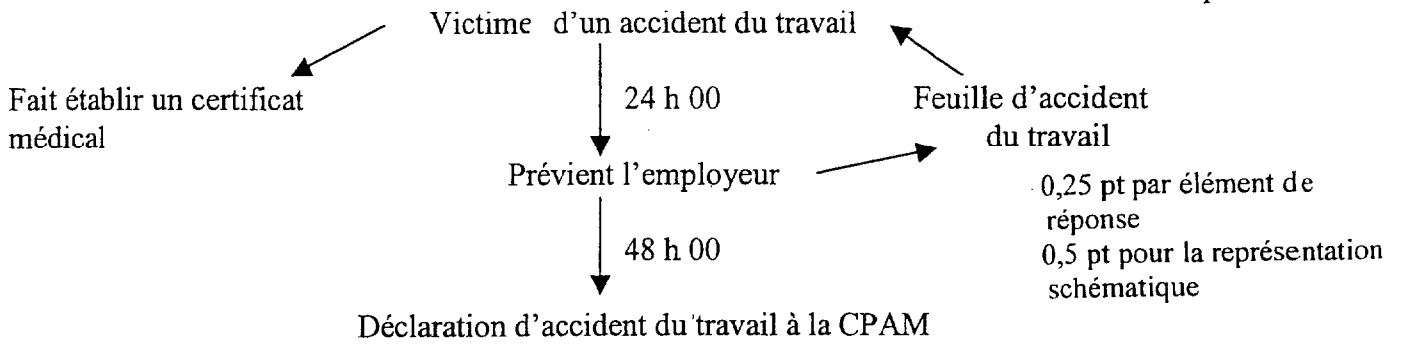 Victime d'un accident du travail
Fait établir un certificat
médical
24 h 00
Feuille d'accident
du travail
Prévient l'employeur
0,25 pt par élément de
réponse
0,5 pt pour la représentation
schématique
48 h 00
Déclaration d'accident du travail à la CPAM